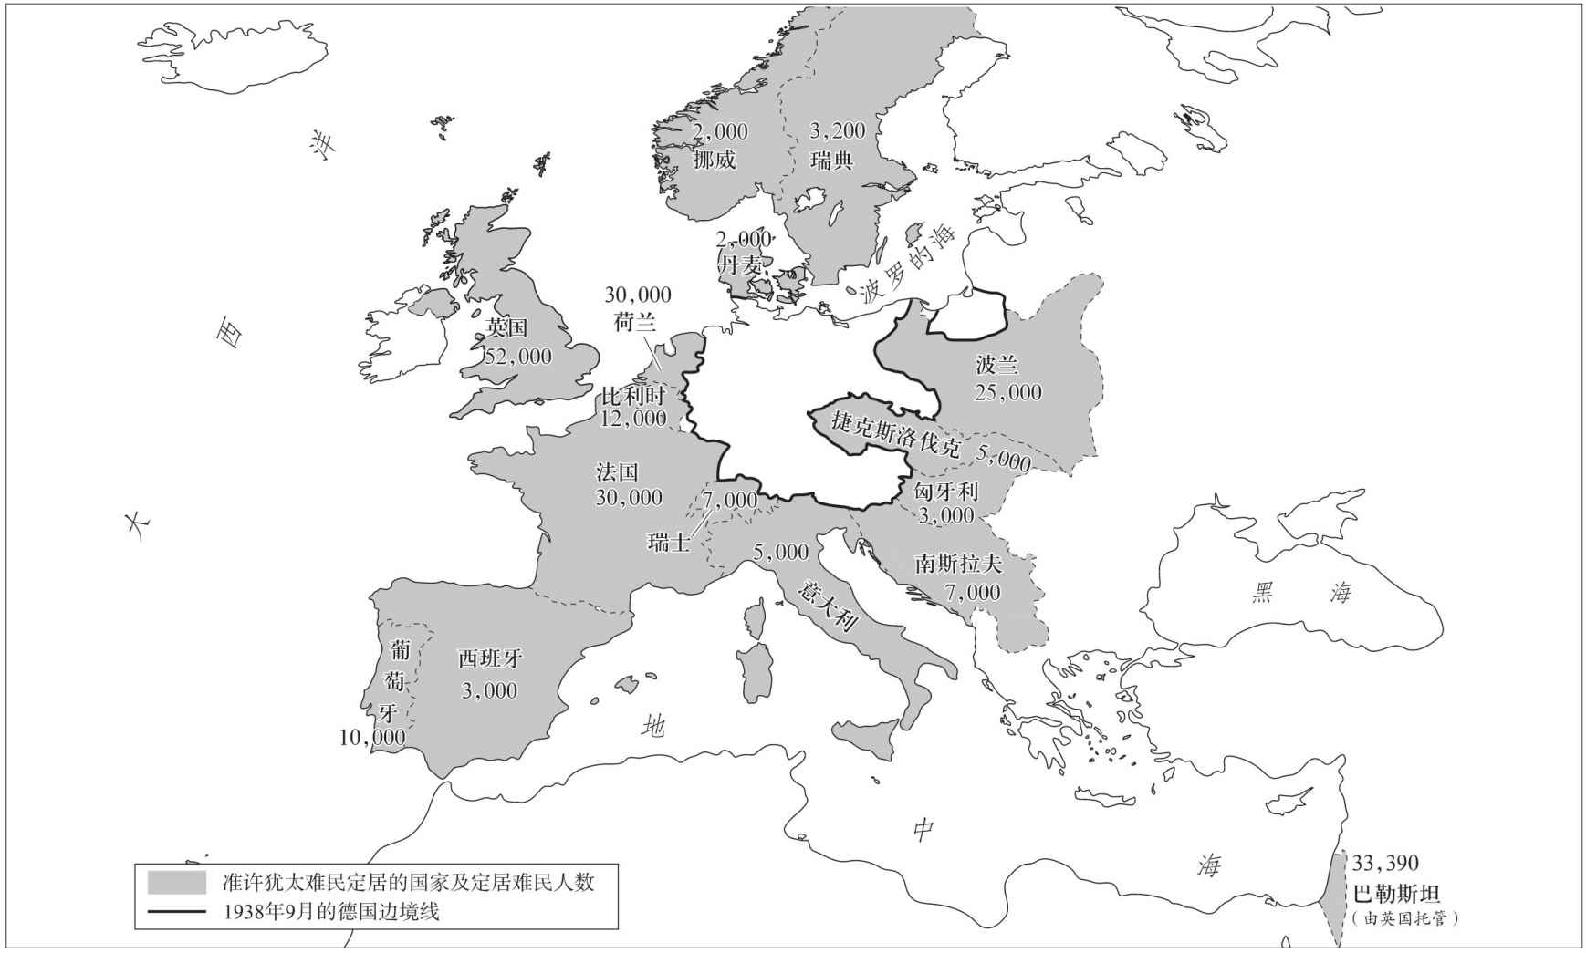 2,000
挪威
3,200
瑞典
洋
2,000
丹麦
波罗的海
30,000
荷兰
西
英国
52,000
波兰
25,000
比利时
12,000
捷克斯洛伐克 5,000
法国
30,000
7,000
瑞士
匈牙利
3,000
大
5,000
意大利
南斯拉夫
7,000
黑海
葡萄牙
10,000
西班牙
3,000
地
中
海
33,390
巴勒斯坦
(由英国托管)
准许犹太难民定居的国家及定居难民人数
1938年9月的德国边境线